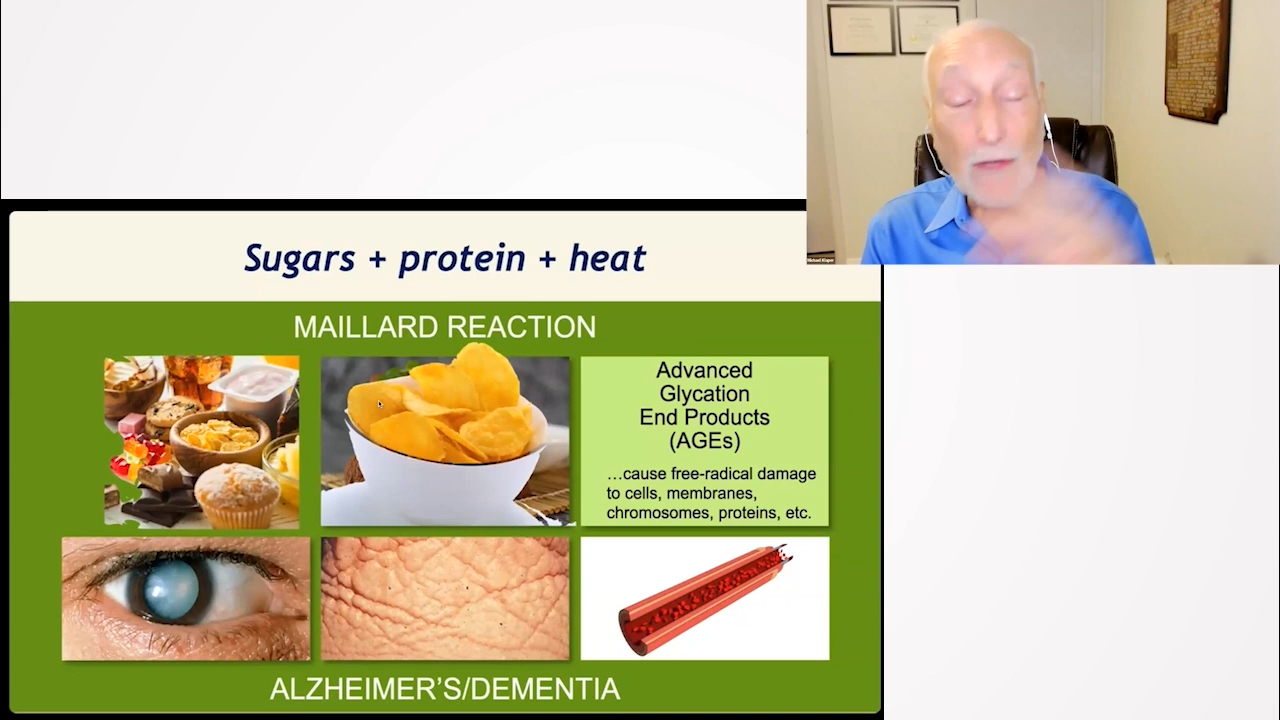 Sugars + protein + heat
MAILLARD REACTION
Advanced
Glycation
End Products
(AGEs)
…cause free-radical damage
to cells, membranes,
chromosomes, proteins, etc.
ALZHEIMER’S/DEMENTIA